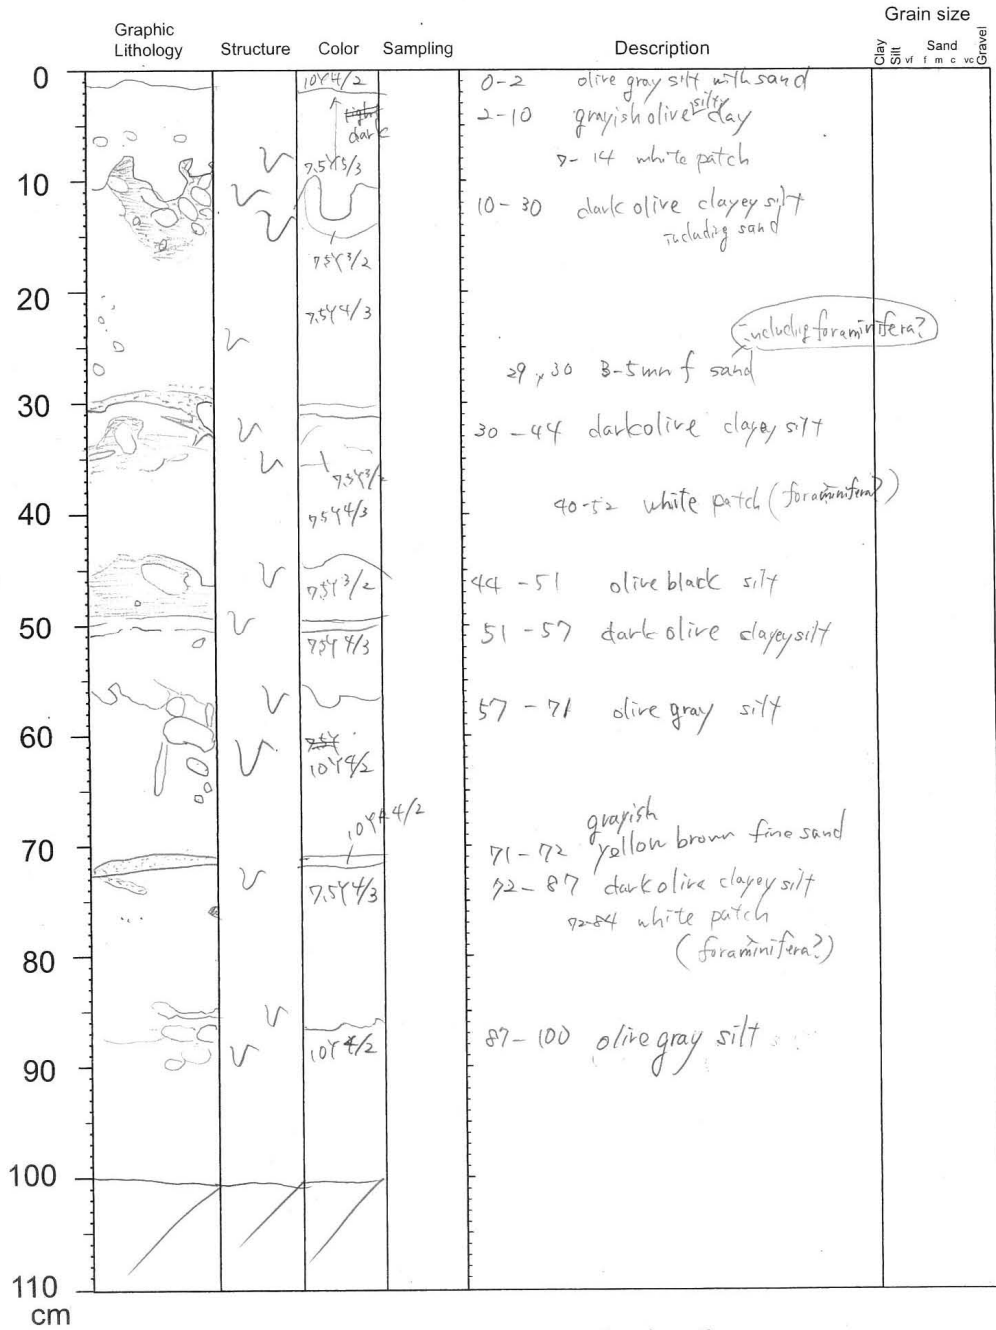 Grain size
Graphic
Lithology Structure Color Sampling Description
Clay Silt vf f m c vc Gravel
Sand
0
10Y4/2
0-2 olive gray silt with sand
2-10 grayish olive silty clay
dark
7.5Y5/3
7-14 white patch
10
10-30 dark olive clayey silt
including sand
7.5Y3/2
20
7.5Y4/3
including foraminifera?
29, 30 3-5mm f sand
30
30-44 darkolive clayey silt
7.5Y3/2
40-52 white patch (foraminifera?)
40
7.5Y4/3
7.5Y3/2
44-51 olive black silt
50
51-57 dark olive clayey silt
7.5Y4/3
57-71 olive gray silt
60
7.5Y
10Y4/2
10YR4/2
grayish
71-72 yellow brown fine sand
70
72-87 dark olive clayey silt
7.5Y4/3
72-84 white patch
(foraminifera?)
80
87-100 olive gray silt
10Y4/2
90
100
110
cm